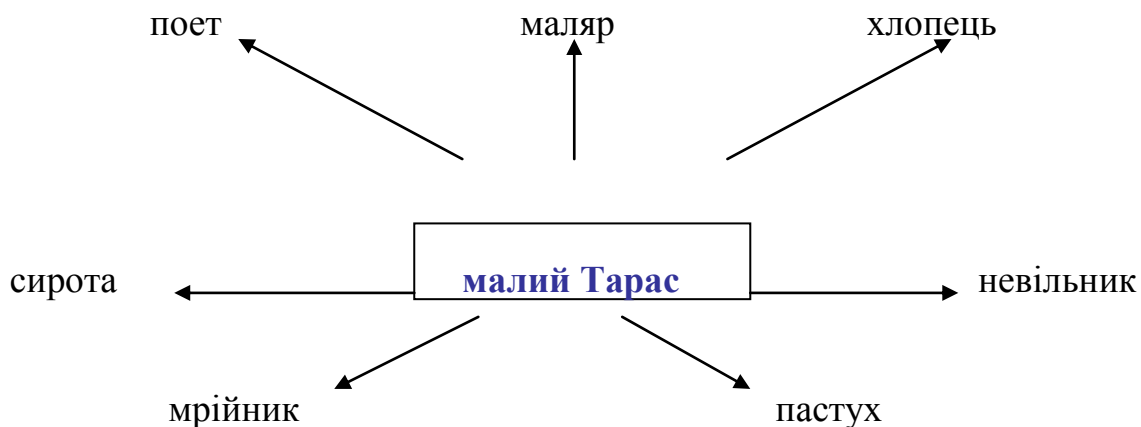 поет маляр хлопець
сирота малий Тарас невільник
мрійник пастух